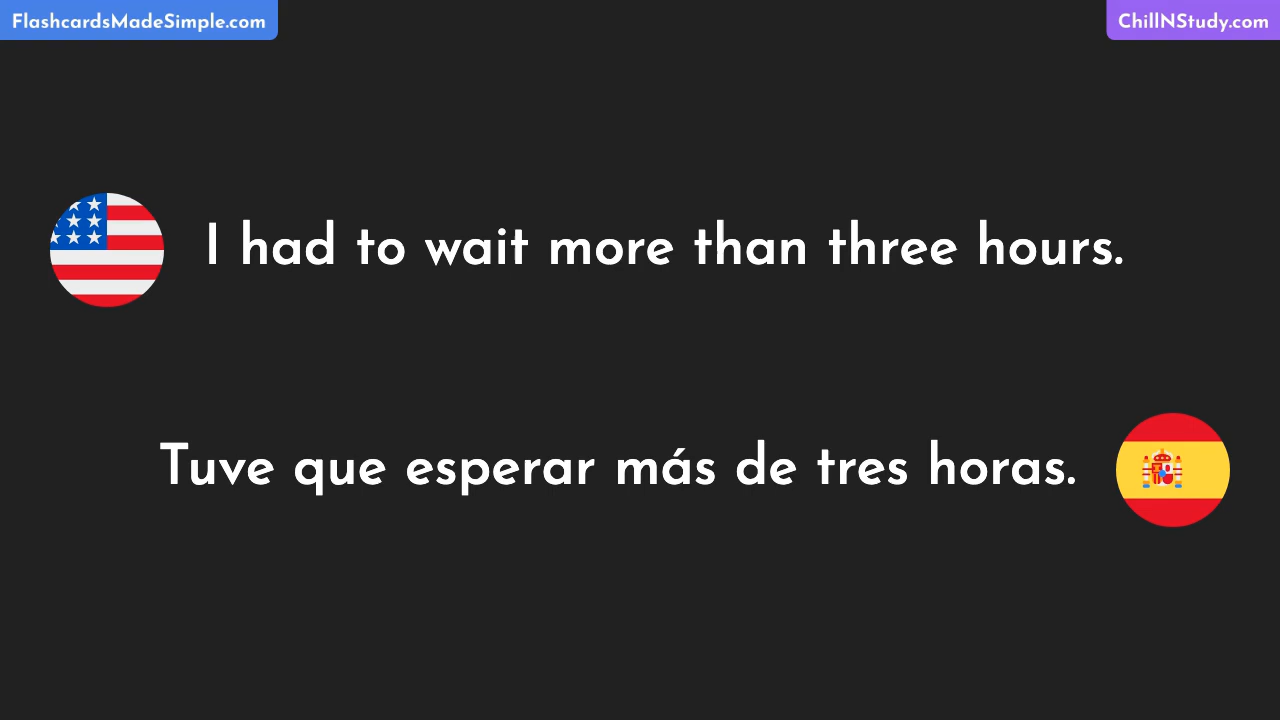 FlashcardsMadeSimple.com
ChillNStudy.com
I had to wait more than three hours.
Tuve que esperar más de tres horas.